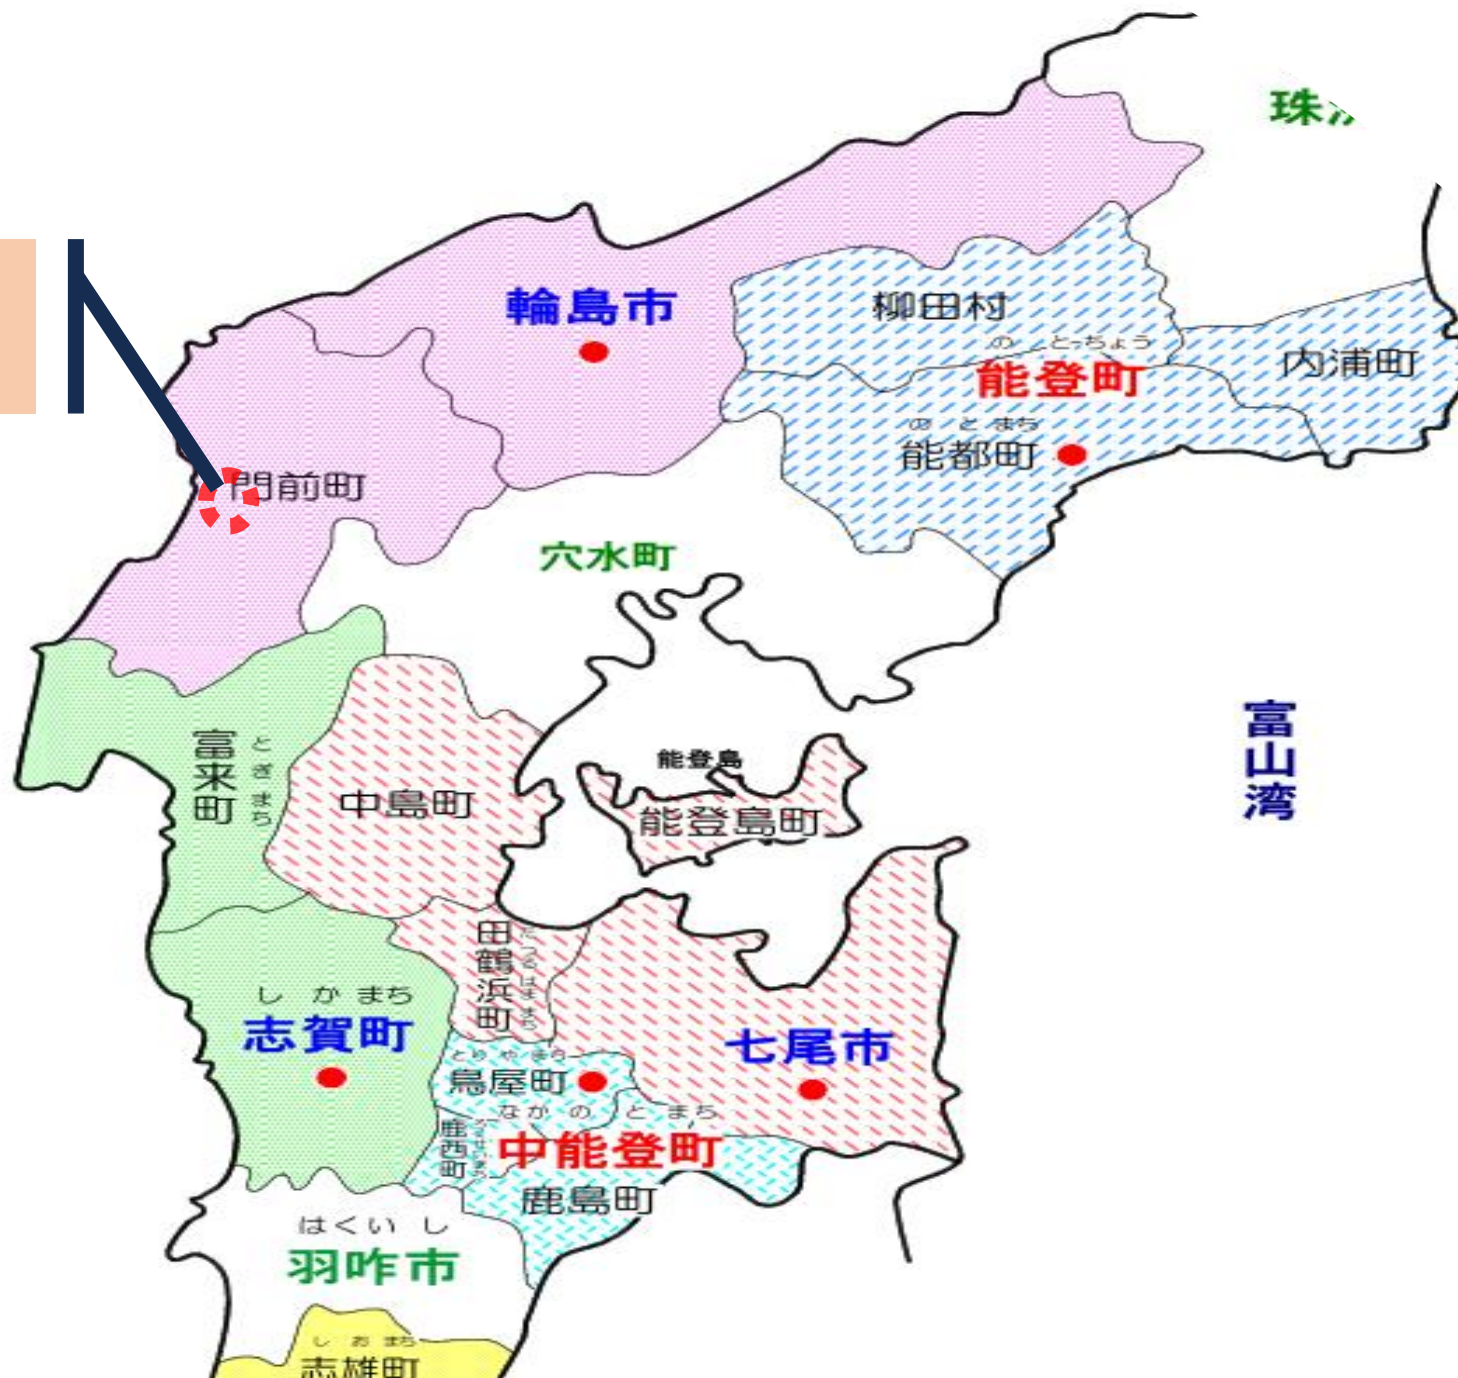 珠
輪島市
柳田村
のとちょう
能登町
内浦町
のとまち
能都町
門前町
穴水町
富山湾
とぎまち
富来町
能登島
能登島町
中島町
たつるはままち
田鶴浜町
しかまち
志賀町
七尾市
とりやまち
鳥屋町
なかのとまち
中能登町
鹿西町
鹿島町
はくいし
羽咋市
しおまち
志雄町